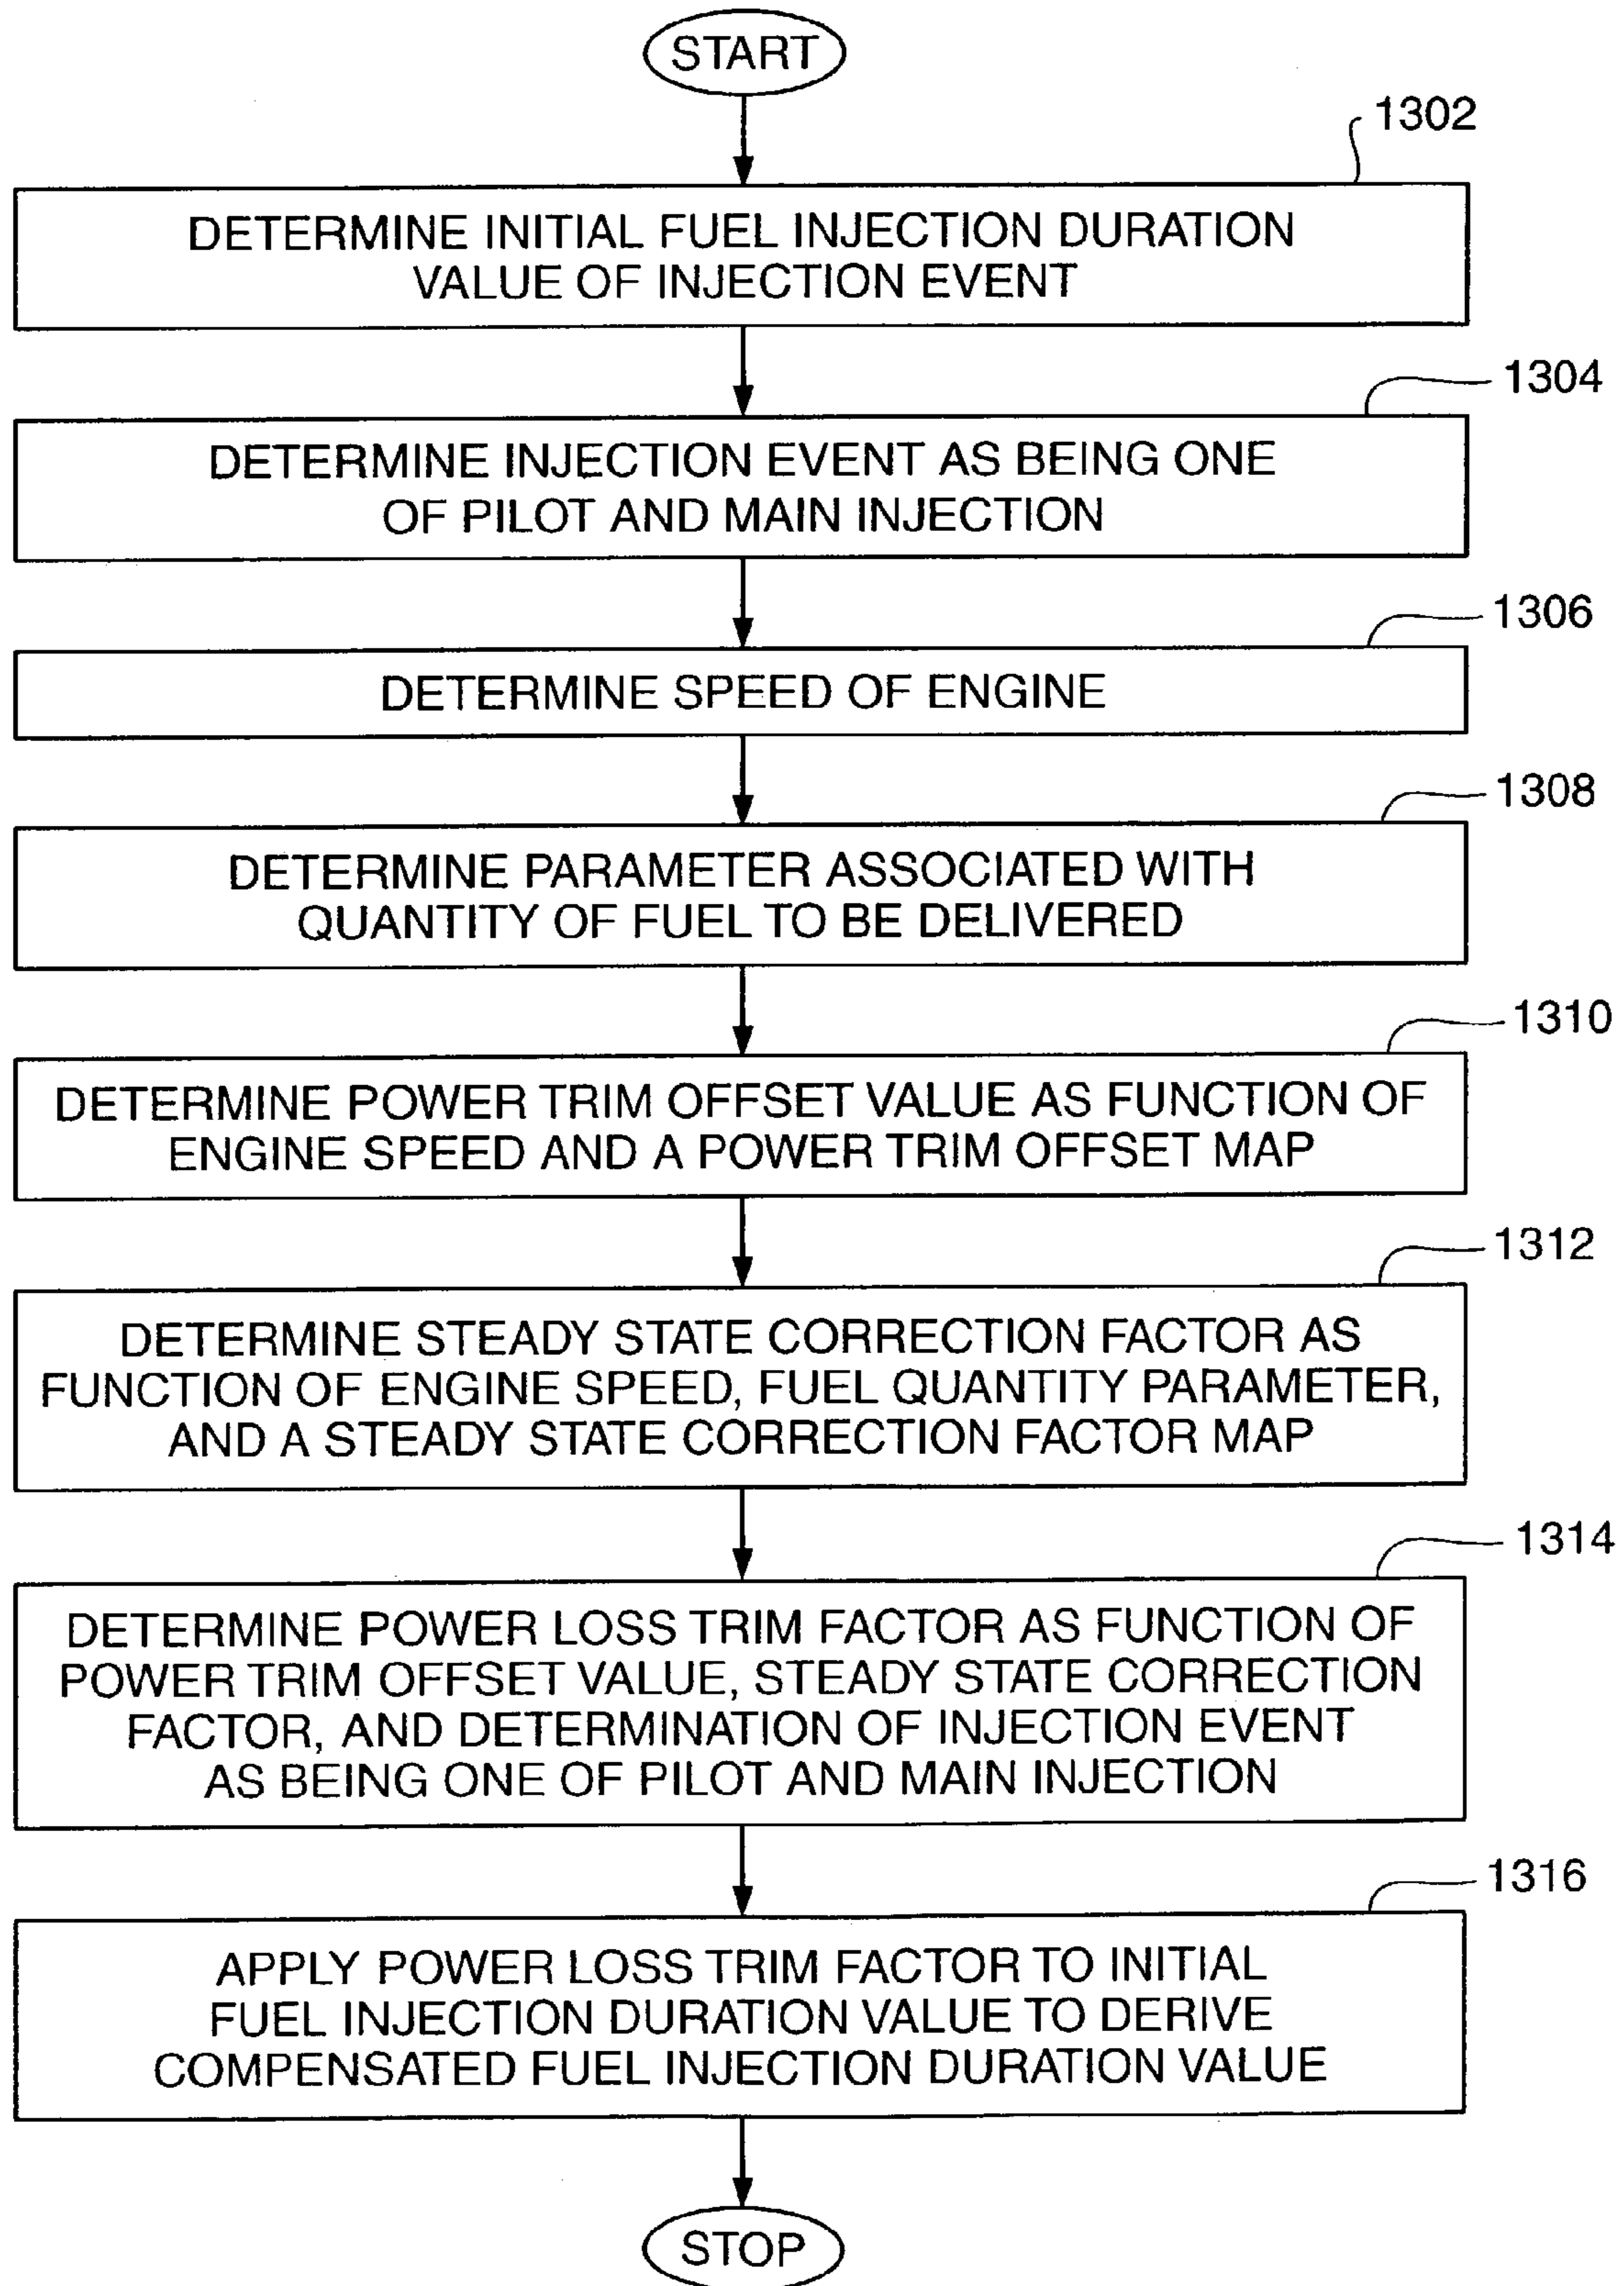 START
1302
DETERMINE INITIAL FUEL INJECTION DURATION
VALUE OF INJECTION EVENT
1304
DETERMINE INJECTION EVENT AS BEING ONE
OF PILOT AND MAIN INJECTION
1306
DETERMINE SPEED OF ENGINE
1308
DETERMINE PARAMETER ASSOCIATED WITH
QUANTITY OF FUEL TO BE DELIVERED
1310
DETERMINE POWER TRIM OFFSET VALUE AS FUNCTION OF
ENGINE SPEED AND A POWER TRIM OFFSET MAP
1312
DETERMINE STEADY STATE CORRECTION FACTOR AS
FUNCTION OF ENGINE SPEED, FUEL QUANTITY PARAMETER,
AND A STEADY STATE CORRECTION FACTOR MAP
1314
DETERMINE POWER LOSS TRIM FACTOR AS FUNCTION OF
POWER TRIM OFFSET VALUE, STEADY STATE CORRECTION
FACTOR, AND DETERMINATION OF INJECTION EVENT
AS BEING ONE OF PILOT AND MAIN INJECTION
1316
APPLY POWER LOSS TRIM FACTOR TO INITIAL
FUEL INJECTION DURATION VALUE TO DERIVE
COMPENSATED FUEL INJECTION DURATION VALUE
STOP